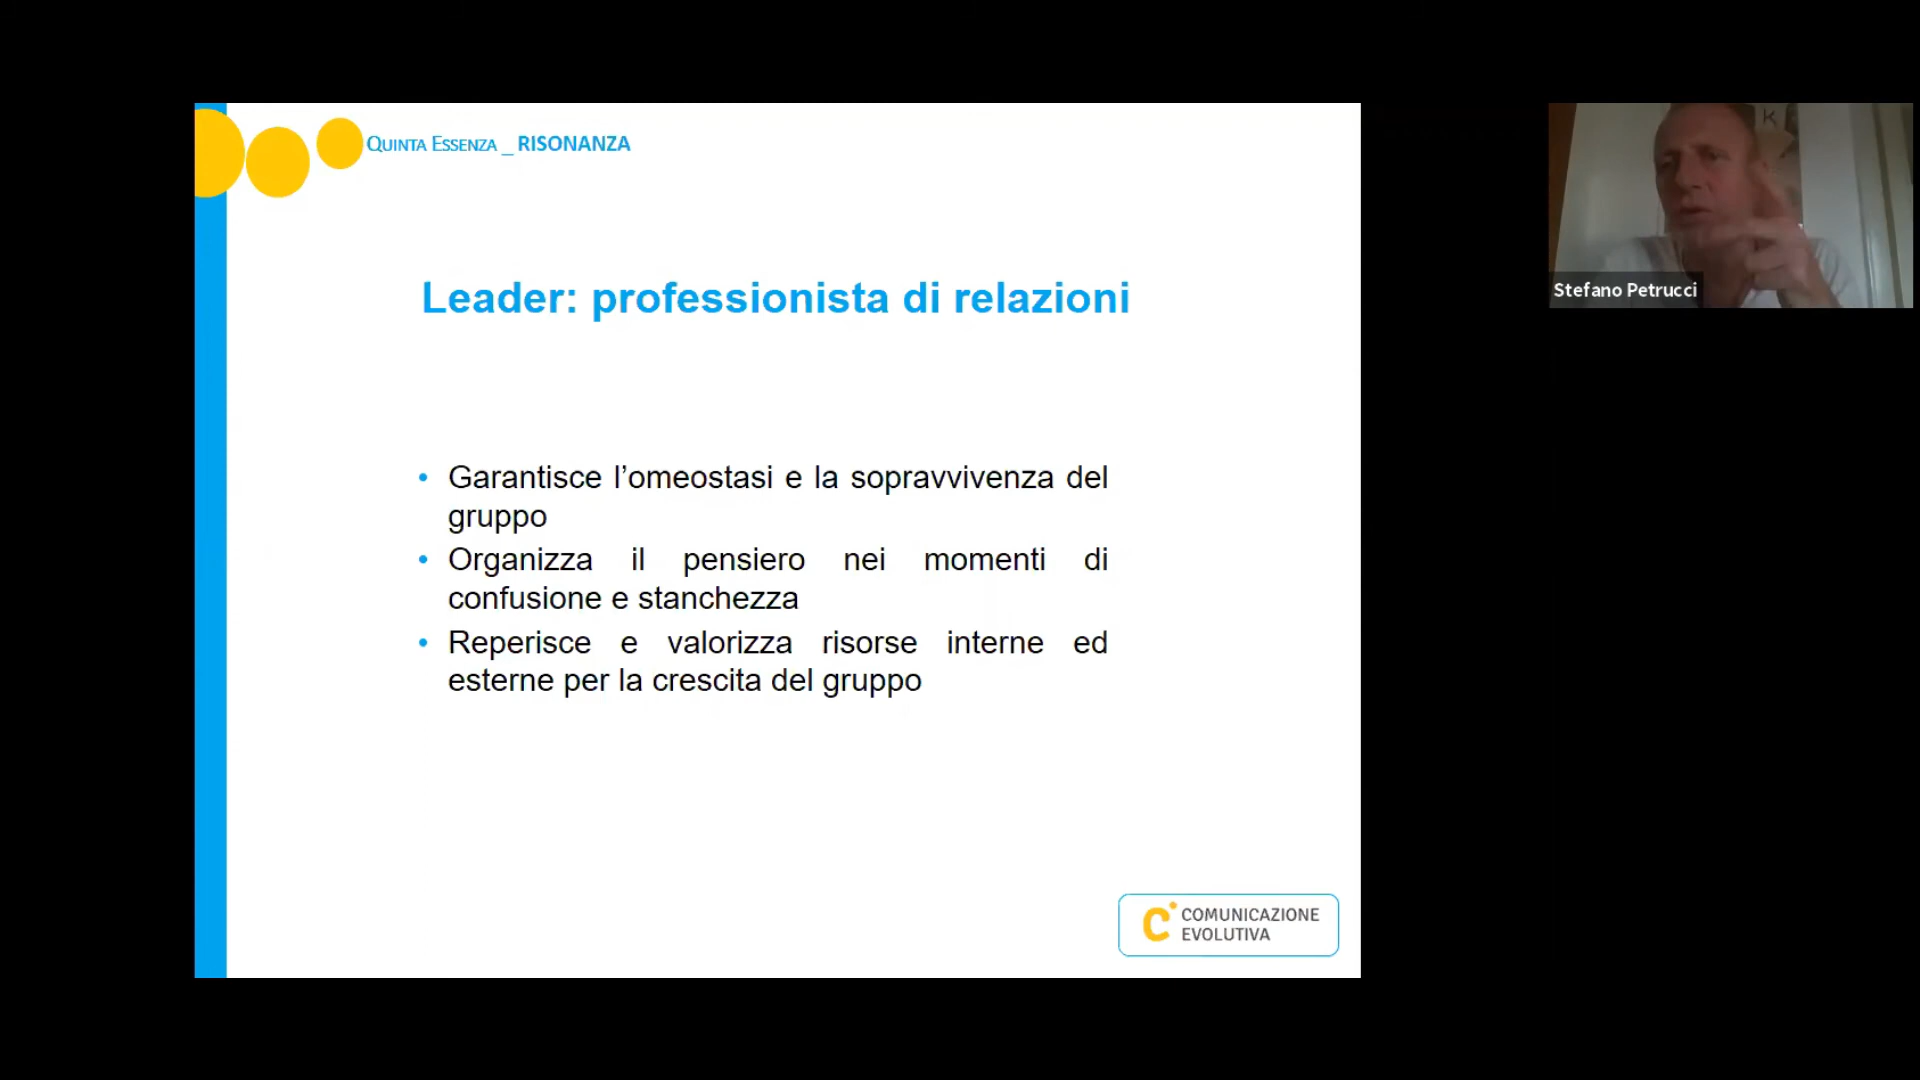 QUINTA ESSENZA _ RISONANZA
Leader: professionista di relazioni
• Garantisce l’omeostasi e la sopravvivenza del
gruppo
• Organizza il pensiero nei momenti di
confusione e stanchezza
• Reperisce e valorizza risorse interne ed
esterne per la crescita del gruppo
C COMUNICAZIONE
EVOLUTIVA
Stefano Petrucci